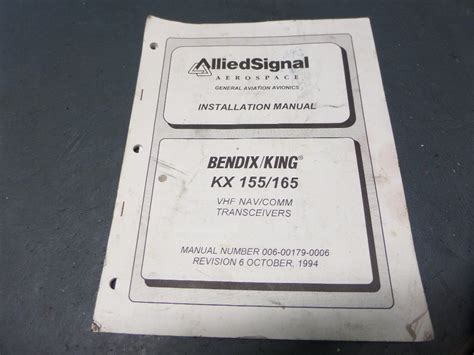 AlliedSignal
AEROSPACE
GENERAL AVIATION AVIONICS
INSTALLATION MANUAL
BENDIX/KING®
KX 155/165
VHF NAV/COMM
TRANSCEIVERS
MANUAL NUMBER 006-00179-0006
REVISION 6 OCTOBER, 1994